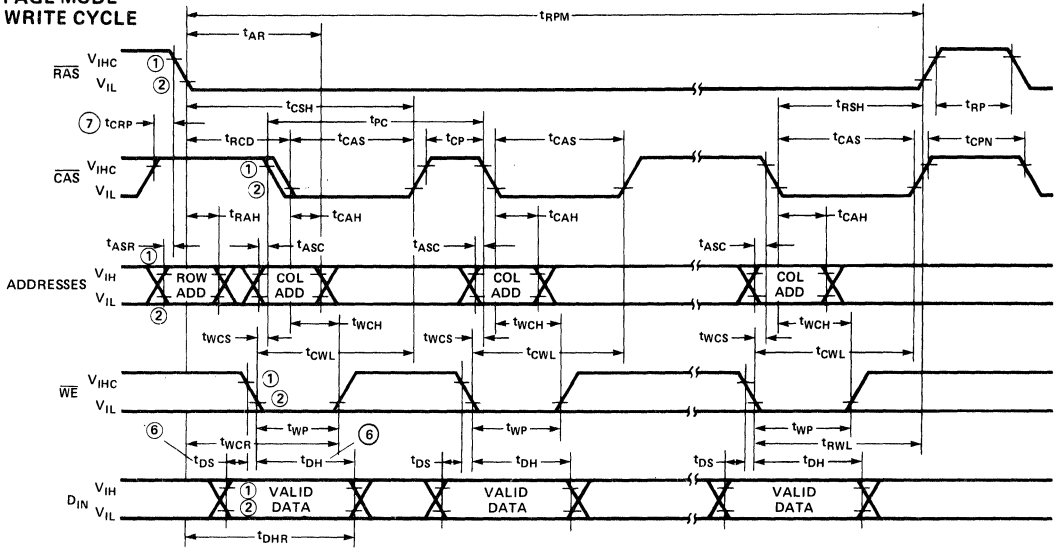 PAGE MODE
WRITE CYCLE
tRPM
tAR
RAS VIHC ①
VIL ②
tCSH
tPC
tRSH
tRP
⑦ tCRP
tRCD
tCAS
tCP
tCAS
tCAS
tCPN
CAS VIHC ①
VIL ②
tRAH
tCAH
tCAH
tCAH
tASR
tASC
tASC
tASC
①
ADDRESSES VIH
VIL
②
ROW ADD
COL ADD
COL ADD
COL ADD
tWCH
tWCH
tWCH
tWCS
tWCS
tWCS
tCWL
tCWL
tCWL
WE VIHC ①
VIL ②
⑥
tWP
⑥
tWP
tWP
tWCR
tRWL
tDS
tDH
tDS
tDH
tDS
tDH
DIN VIH ①
VIL ②
VALID DATA
VALID DATA
VALID DATA
tDHR